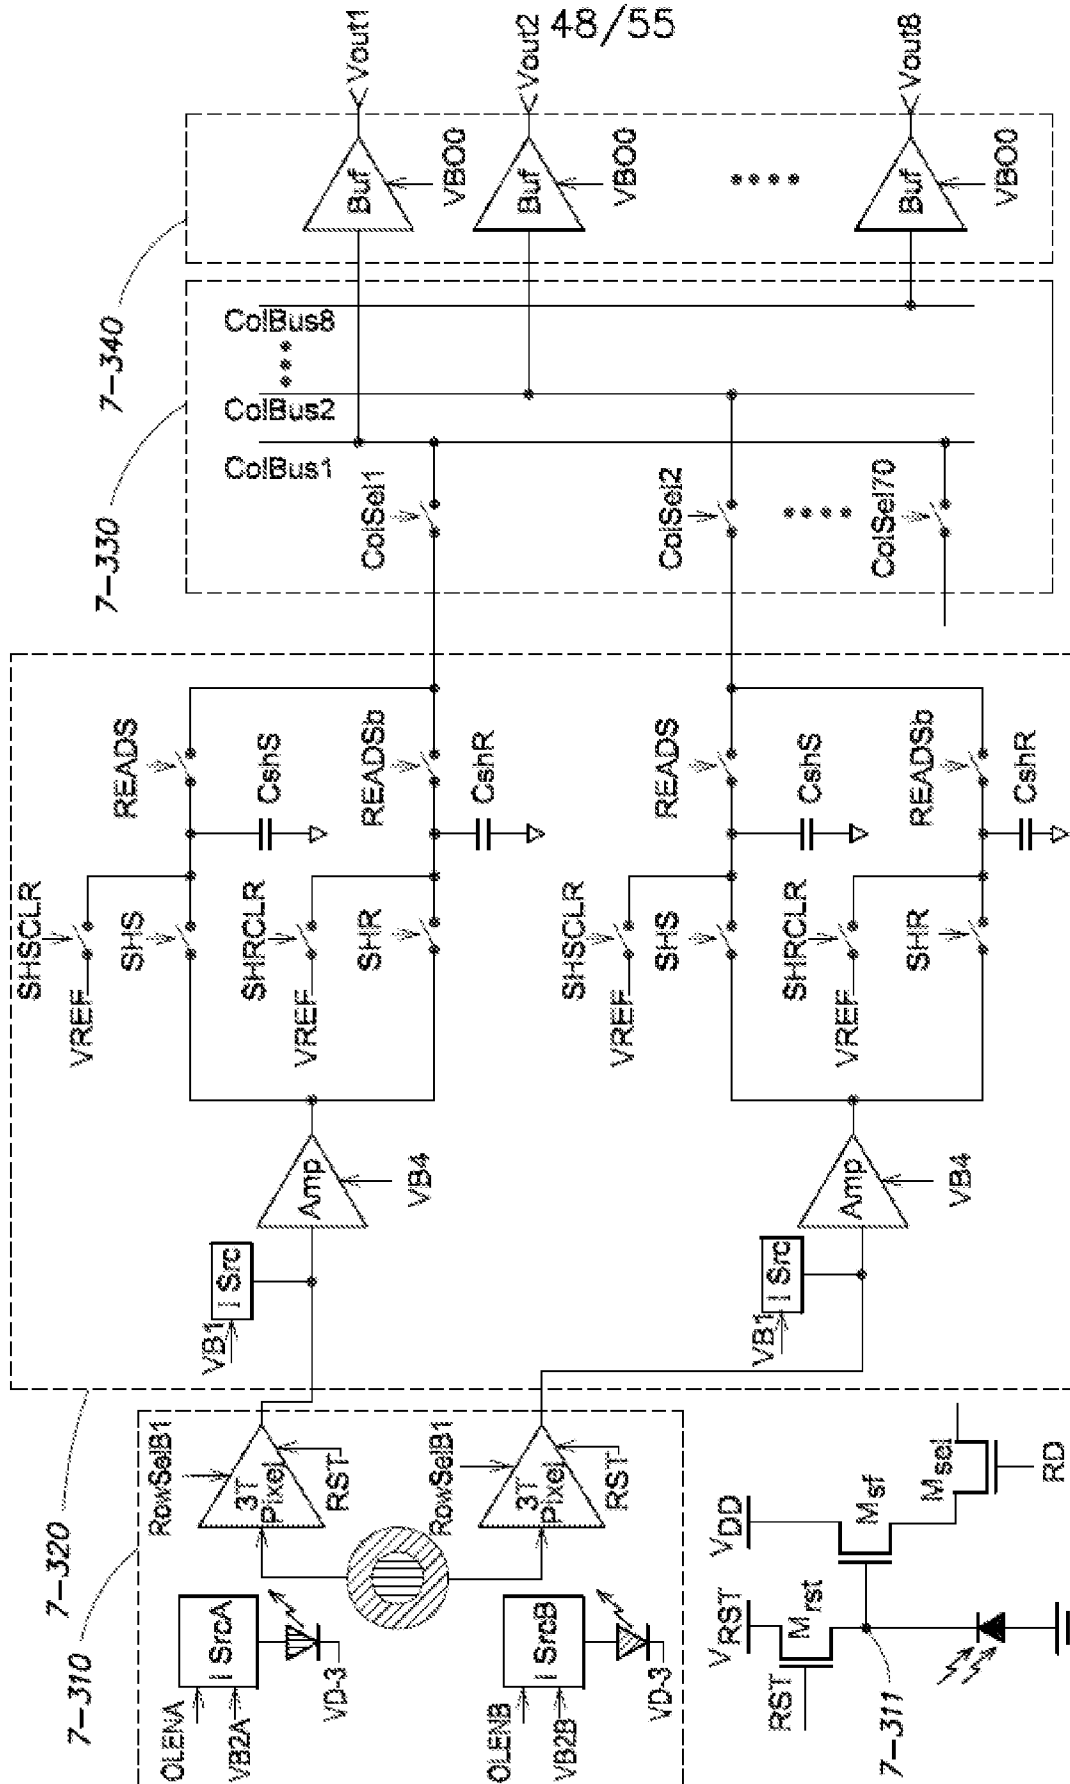 48/55
7-310
7-320
7-330
7-340
OLENA
VB2A
I SrcA
VD-3
RowSelB1
3T
Pixel
RST
OLENB
VB2B
I SrcB
VD-3
RowSelB1
3T
Pixel
RST
VRST
VDD
RST
Mrst
Msf
Msel
RD
7-311
VB1
I Src
Amp
VB4
SHSCLR
VREF
SHS
SHRCLR
VREF
SHR
READS
CshS
READSb
CshR
VB1
I Src
Amp
VB4
SHSCLR
VREF
SHS
SHRCLR
VREF
SHR
READS
CshS
READSb
CshR
ColSel1
ColSel2
ColSel70
ColBus1
ColBus2
ColBus8
Buf
VBO0
Vout1
Buf
VBO0
Vout2
Buf
VBO0
Vout8